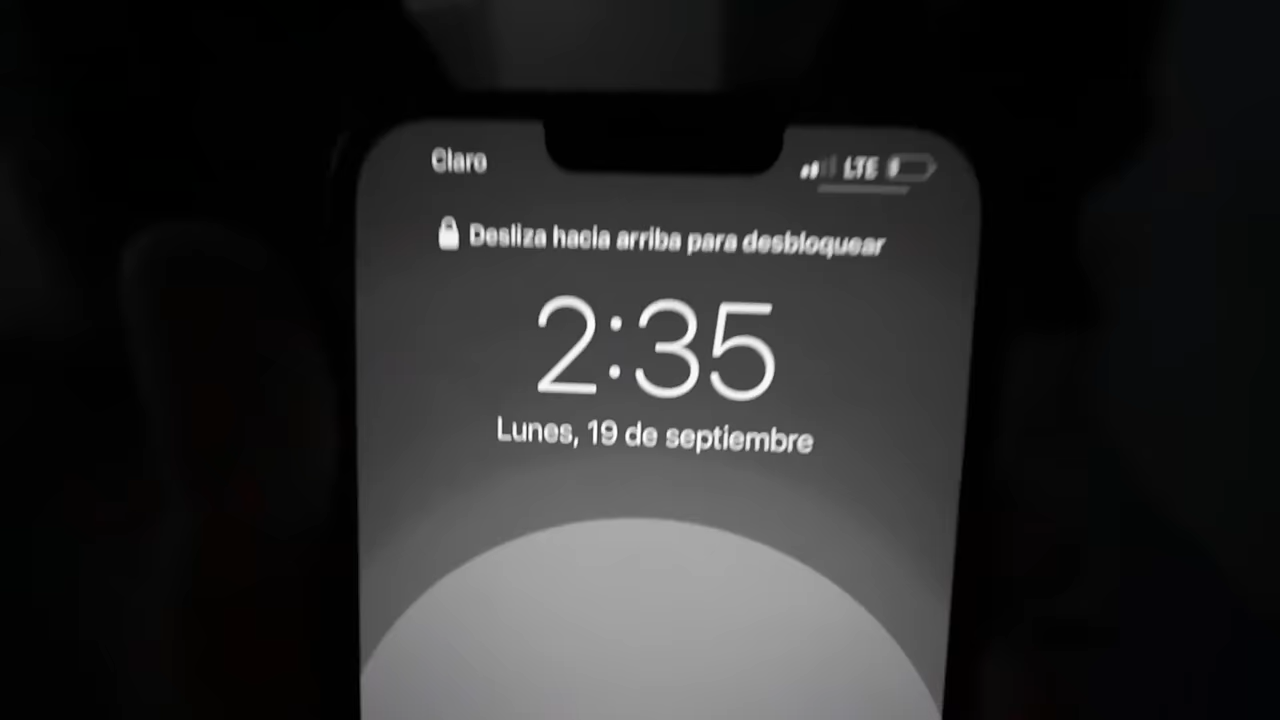 Claro
LTE
Desliza hacia arriba para desbloquear
2:35
Lunes, 19 de septiembre